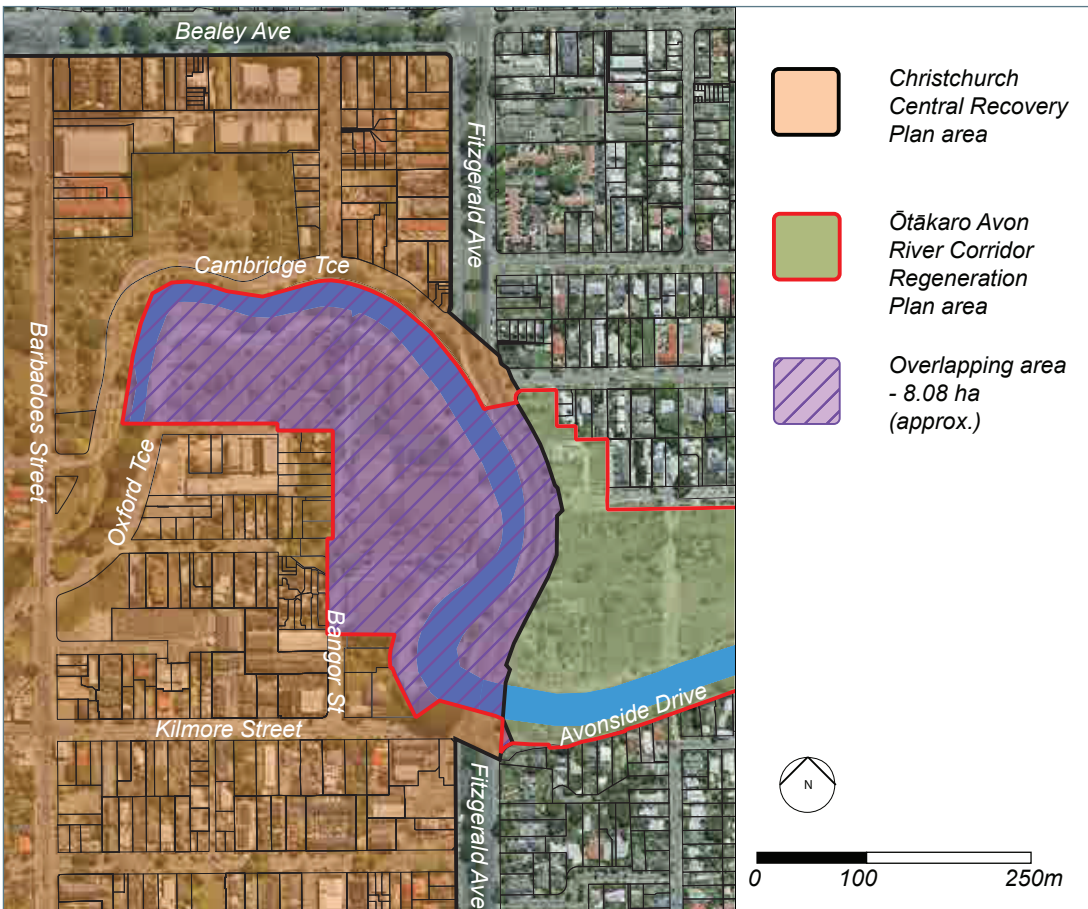 Bealey Ave
Fitzgerald Ave
Cambridge Tce
Barbadoes Street
Oxford Tce
Bangor St
Kilmore Street
Avonside Drive
Fitzgerald Ave
Christchurch
Central Recovery
Plan area
Ōtākaro Avon
River Corridor
Regeneration
Plan area
Overlapping area
- 8.08 ha
(approx.)
N
0 100 250m